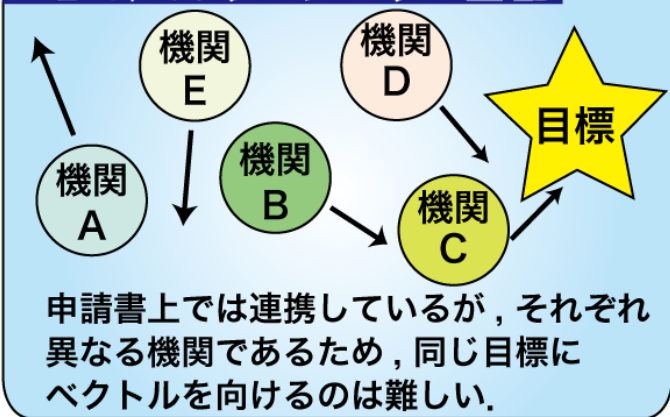 機関
E
機関
D
目標
機関
B
機関
A
機関
C
申請書上では連携しているが，それぞれ
異なる機関であるため，同じ目標に
ベクトルを向けるのは難しい．